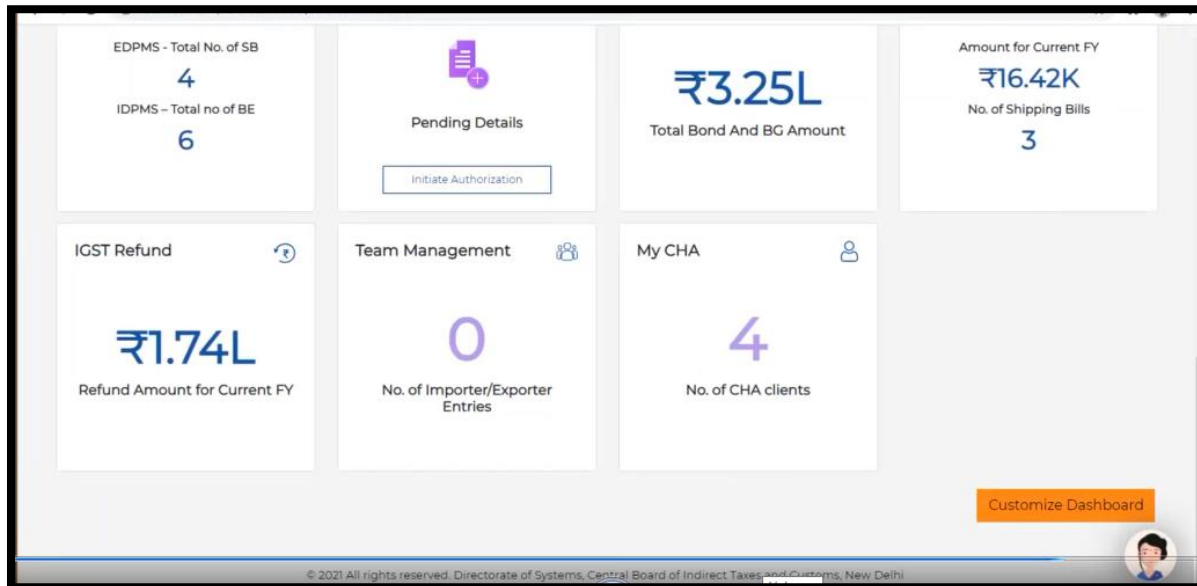 EDPMS - Total No. of SB
4
IDPMS – Total no of BE
6
Pending Details
Initiate Authorization
₹3.25L
Total Bond And BG Amount
Amount for Current FY
₹16.42K
No. of Shipping Bills
3
IGST Refund
₹1.74L
Refund Amount for Current FY
Team Management
0
No. of Importer/Exporter
Entries
My CHA
4
No. of CHA clients
Customize Dashboard
© 2021 All rights reserved. Directorate of Systems, Central Board of Indirect Taxes and Customs, New Delhi